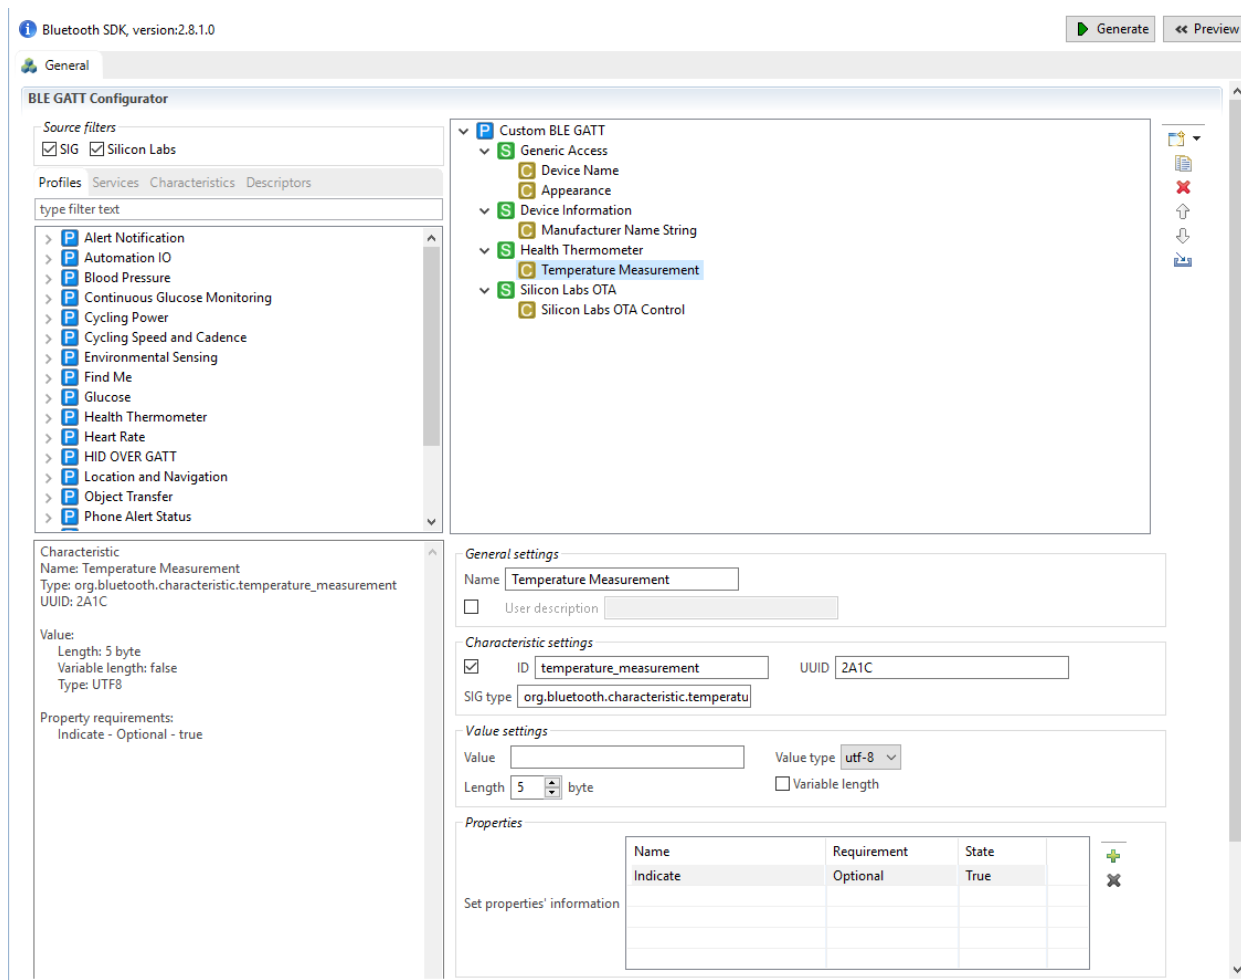 Bluetooth SDK, version:2.8.1.0
Generate
Preview
General
BLE GATT Configurator
Source filters
SIG
Silicon Labs
Profiles Services Characteristics Descriptors
type filter text
P Alert Notification
P Automation IO
P Blood Pressure
P Continuous Glucose Monitoring
P Cycling Power
P Cycling Speed and Cadence
P Environmental Sensing
P Find Me
P Glucose
P Health Thermometer
P Heart Rate
P HID OVER GATT
P Location and Navigation
P Object Transfer
P Phone Alert Status
P Custom BLE GATT
S Generic Access
C Device Name
C Appearance
S Device Information
C Manufacturer Name String
S Health Thermometer
C Temperature Measurement
S Silicon Labs OTA
C Silicon Labs OTA Control
Characteristic
Name: Temperature Measurement
Type: org.bluetooth.characteristic.temperature_measurement
UUID: 2A1C
Value:
Length: 5 byte
Variable length: false
Type: UTF8
Property requirements:
Indicate - Optional - true
General settings
Name Temperature Measurement
User description
Characteristic settings
ID temperature_measurement UUID 2A1C
SIG type org.bluetooth.characteristic.temperatu
Value settings
Value Value type utf-8
Length 5 byte Variable length
Properties
Name Requirement State
Indicate Optional True
Set properties' information